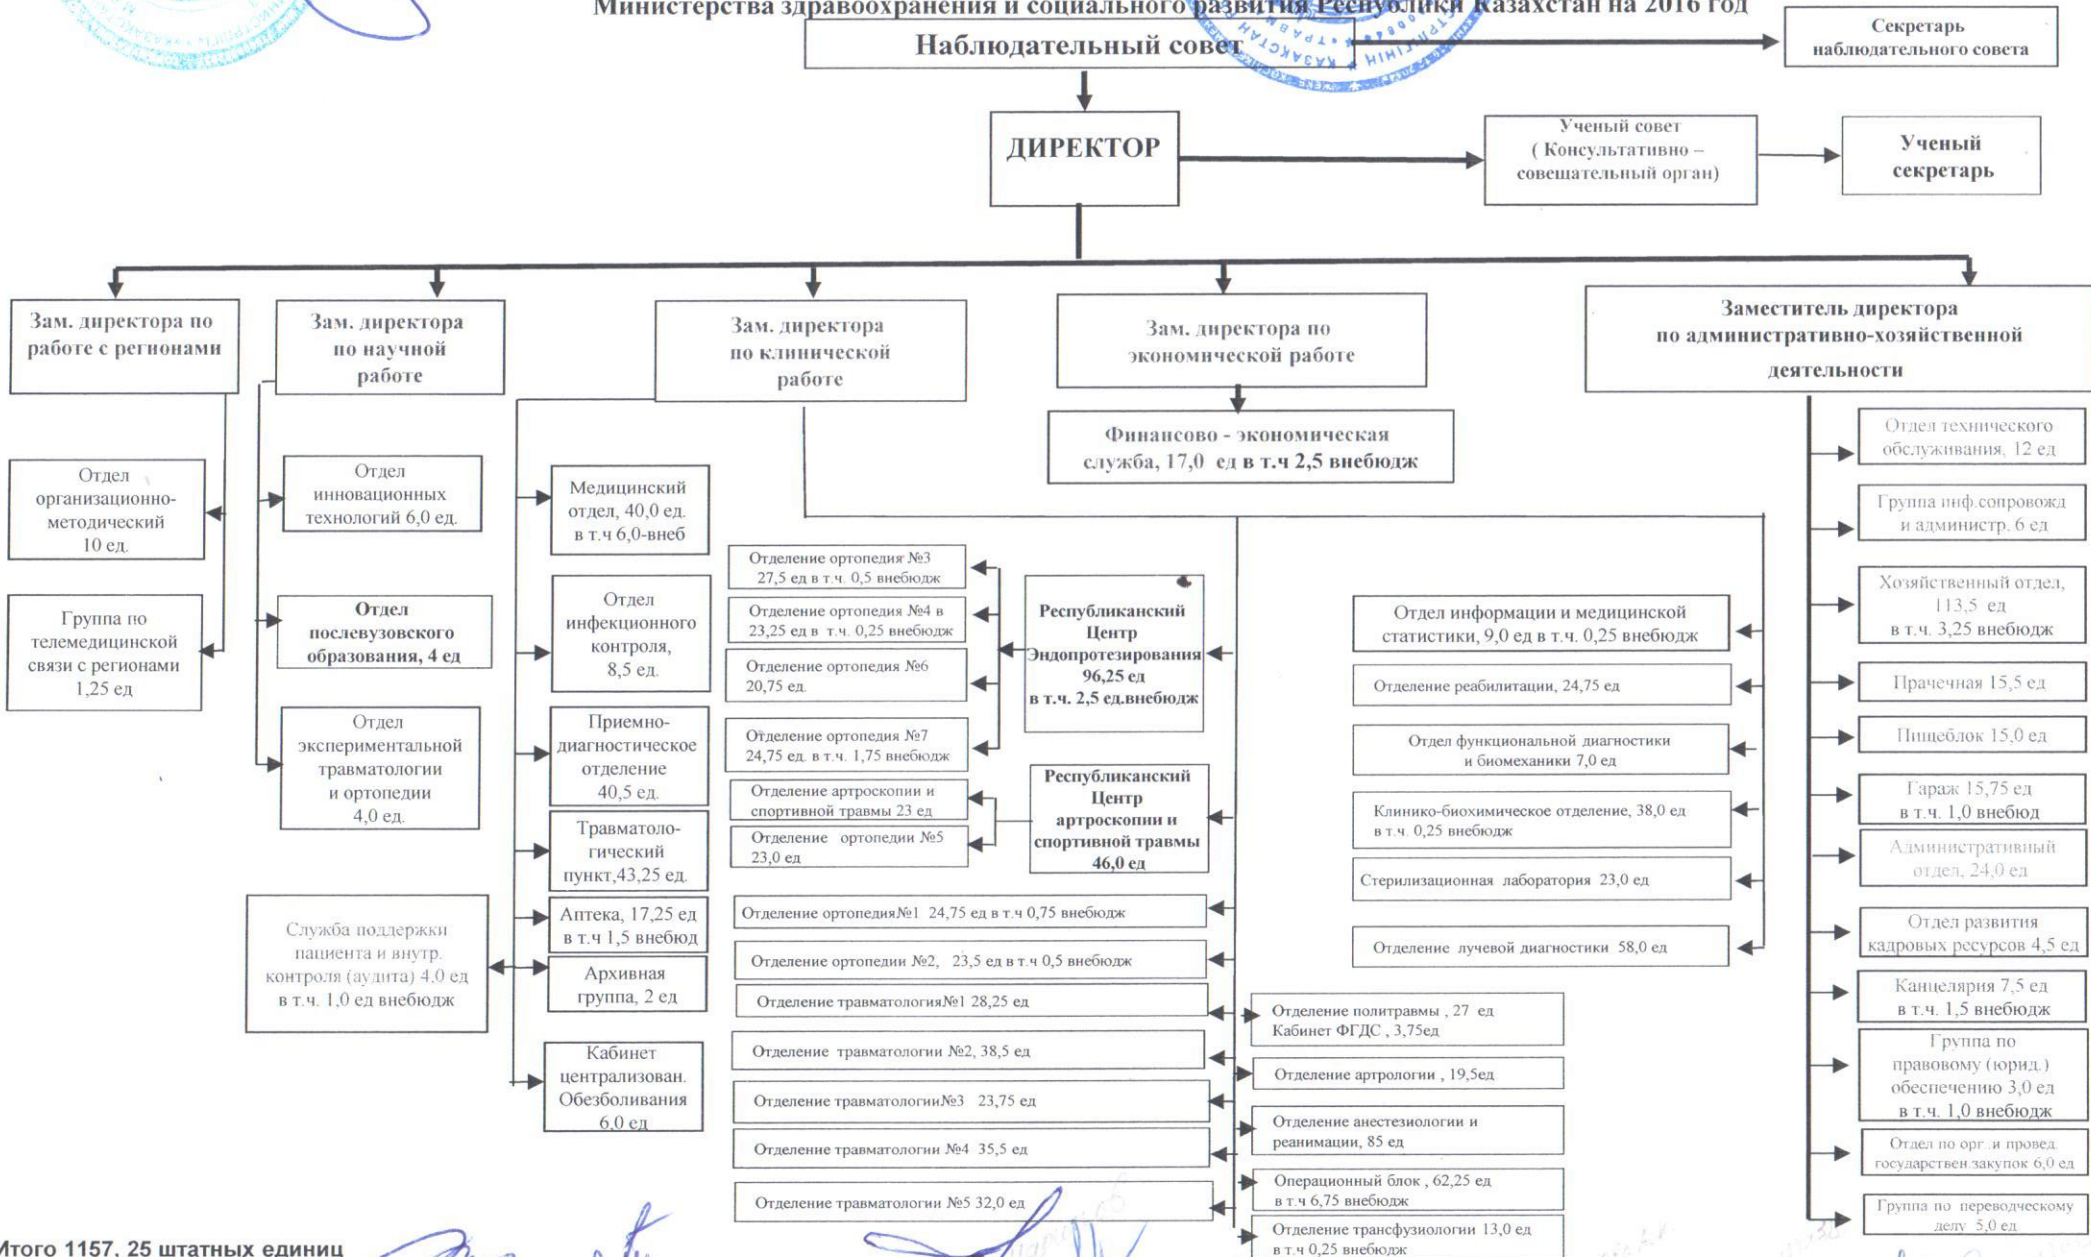 Министерства здравоохранения и социального развития Республики Казахстан на 2016 год
Наблюдательный совет
Секретарь
наблюдательного совета
ДИРЕКТОР
Ученый совет
( Консультативно –
совещательный орган)
Ученый
секретарь
Зам. директора по
работе с регионами
Зам. директора
по научной
работе
Зам. директора
по клинической
работе
Зам. директора по
экономической работе
Заместитель директора
по административно-хозяйственной
деятельности
Финансово - экономическая
служба, 17,0 ед в т.ч 2,5 внебюдж
Отдел
организационно-
методический
10 ед.
Группа по
телемедицинской
связи с регионами
1,25 ед
Отдел
инновационных
технологий 6,0 ед.
Отдел
послевузовского
образования, 4 ед
Отдел
экспериментальной
травматологии
и ортопедии
4,0 ед.
Служба поддержки
пациента и внутр.
контроля (аудита) 4,0 ед
в т.ч. 1,0 ед внебюдж
Медицинский
отдел, 40,0 ед.
в т.ч 6,0-внеб
Отдел
инфекционного
контроля,
8,5 ед.
Приемно-
диагностическое
отделение
40,5 ед.
Травматоло-
гический
пункт,43,25 ед.
Аптека, 17,25 ед
в т.ч 1,5 внебюд
Архивная
группа, 2 ед
Кабинет
централизован.
Обезболивания
6,0 ед
Отделение ортопедия №3
27,5 ед в т.ч. 0,5 внебюдж
Отделение ортопедия №4 в
23,25 ед в т.ч. 0,25 внебюдж
Отделение ортопедия №6
20,75 ед.
Отделение ортопедия №7
24,75 ед. в т.ч. 1,75 внебюдж
Отделение артроскопии и
спортивной травмы 23 ед
Отделение ортопедии №5
23,0 ед
Республиканский
Центр
Эндопротезирования
96,25 ед
в т.ч. 2,5 ед.внебюдж
Республиканский
Центр
артроскопии и
спортивной травмы
46,0 ед
Отделение ортопедия№1 24,75 ед в т.ч 0,75 внебюдж
Отделение ортопедии №2, 23,5 ед в т.ч 0,5 внебюдж
Отделение травматология№1 28,25 ед
Отделение травматологии №2, 38,5 ед
Отделение травматологии№3 23,75 ед
Отделение травматологии №4 35,5 ед
Отделение травматологии №5 32,0 ед
Отдел информации и медицинской
статистики, 9,0 ед в т.ч. 0,25 внебюдж
Отделение реабилитации, 24,75 ед
Отдел функциональной диагностики
и биомеханики 7,0 ед
Клинико-биохимическое отделение, 38,0 ед
в т.ч. 0,25 внебюдж
Стерилизационная лаборатория 23,0 ед
Отделение лучевой диагностики 58,0 ед
Отделение политравмы , 27 ед
Кабинет ФГДС , 3,75ед
Отделение артрологии , 19,5ед
Отделение анестезиологии и
реанимации, 85 ед
Операционный блок , 62,25 ед
в т.ч 6,75 внебюдж
Отделение трансфузиологии 13,0 ед
в т.ч 0,25 внебюдж
Отдел технического
обслуживания, 12 ед
Группа инф.сопровожд
и администр. 6 ед
Хозяйственный отдел,
113,5 ед
в т.ч. 3,25 внебюдж
Прачечная 15,5 ед
Пищеблок 15,0 ед
Гараж 15,75 ед
в т.ч. 1,0 внебюд
Административный
отдел, 24,0 ед
Отдел развития
кадровых ресурсов 4,5 ед
Канцелярия 7,5 ед
в т.ч. 1,5 внебюдж
Группа по
правовому (юрид.)
обеспечению 3,0 ед
в т.ч. 1,0 внебюдж
Отдел по орг. и провед.
государствен.закупок 6,0 ед
Группа по переводческому
делу 5,0 ед
Итого 1157, 25 штатных единиц